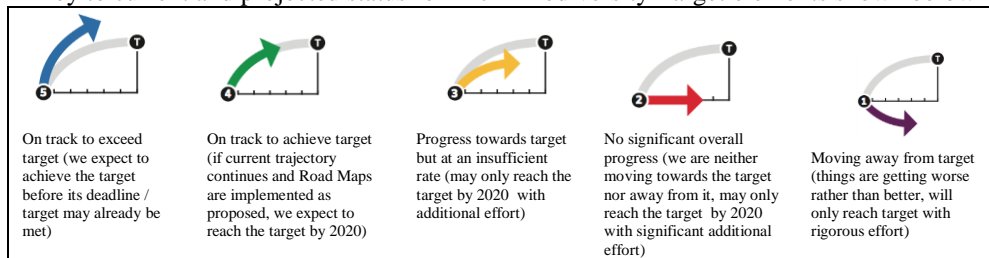 T
5
On track to exceed
target (we expect to
achieve the target
before its deadline /
target may already be
met)
T
4
On track to achieve target
(if current trajectory
continues and Road Maps
are implemented as
proposed, we expect to
reach the target by 2020)
T
3
Progress towards target
but at an insufficient
rate (may only reach the
target by 2020 with
additional effort)
T
2
No significant overall
progress (we are neither
moving towards the target
nor away from it, may only
reach the target by 2020
with significant additional
effort)
T
1
Moving away from target
(things are getting worse
rather than better, will
only reach target with
rigorous effort)